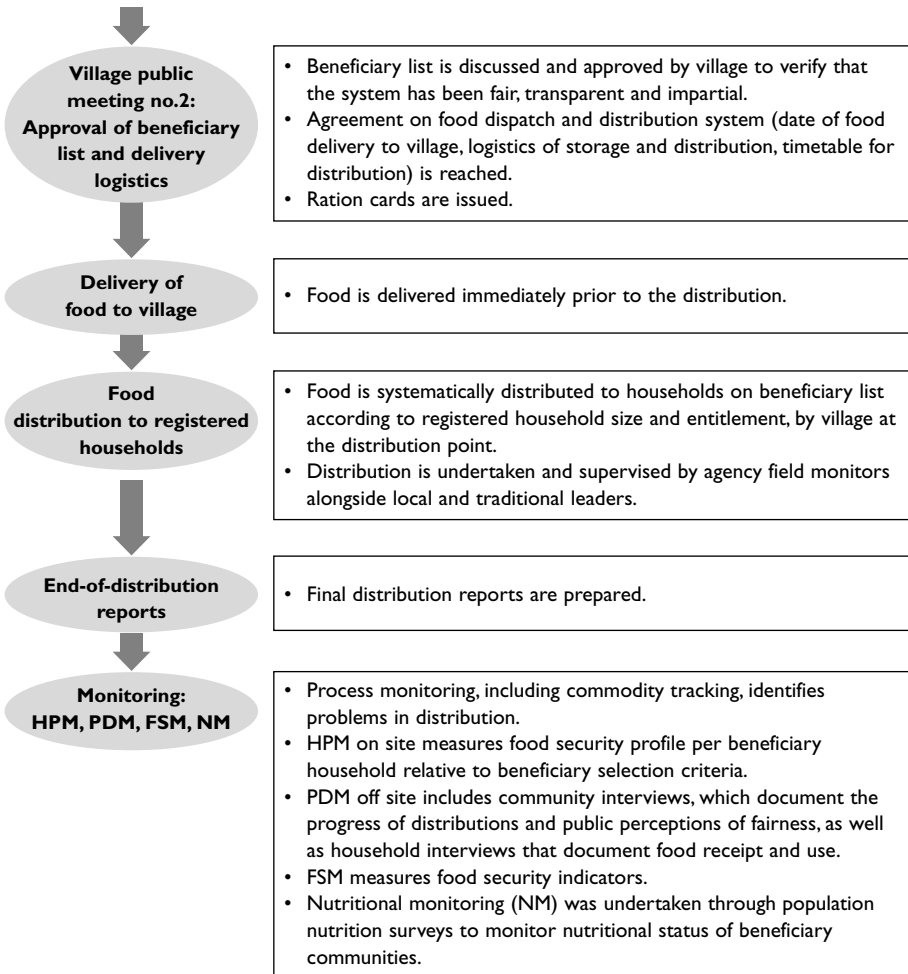 Village public
meeting no.2:
Approval of beneficiary
list and delivery
logistics
• Beneficiary list is discussed and approved by village to verify that
the system has been fair, transparent and impartial.
• Agreement on food dispatch and distribution system (date of food
delivery to village, logistics of storage and distribution, timetable for
distribution) is reached.
• Ration cards are issued.
Delivery of
food to village
• Food is delivered immediately prior to the distribution.
Food
distribution to registered
households
• Food is systematically distributed to households on beneficiary list
according to registered household size and entitlement, by village at
the distribution point.
• Distribution is undertaken and supervised by agency field monitors
alongside local and traditional leaders.
End-of-distribution
reports
• Final distribution reports are prepared.
Monitoring:
HPM, PDM, FSM, NM
• Process monitoring, including commodity tracking, identifies
problems in distribution.
• HPM on site measures food security profile per beneficiary
household relative to beneficiary selection criteria.
• PDM off site includes community interviews, which document the
progress of distributions and public perceptions of fairness, as well
as household interviews that document food receipt and use.
• FSM measures food security indicators.
• Nutritional monitoring (NM) was undertaken through population
nutrition surveys to monitor nutritional status of beneficiary
communities.